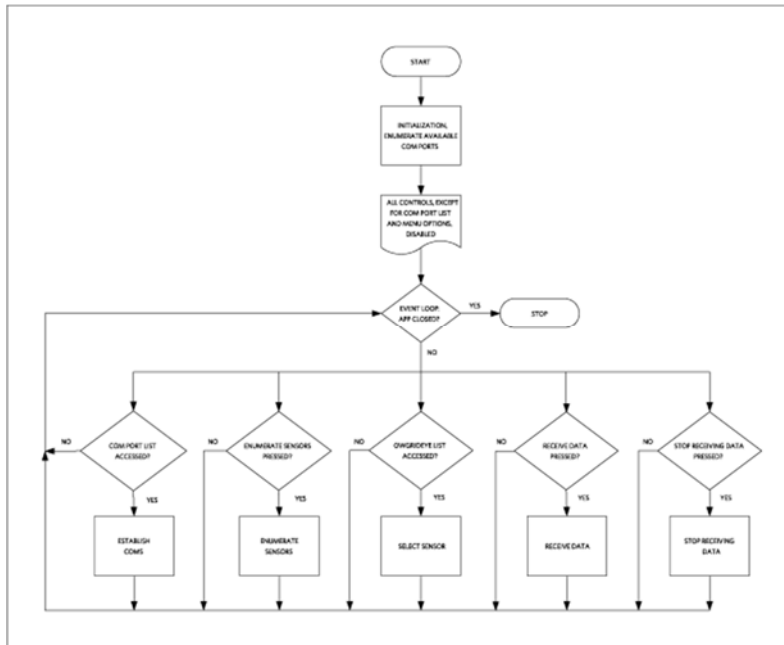 START
INITIALIZATION,
ENUMERATE AVAILABLE
COM PORTS
ALL CONTROLS, EXCEPT
FOR COM PORT LIST
AND MENU OPTIONS,
DISABLED
EVENT LOOP:
APP CLOSED?
YES
STOP
NO
NO
COM PORT LIST
ACCESSED?
YES
ESTABLISH
COMS
NO
ENUMERATE SENSORS
PRESSED?
YES
ENUMERATE
SENSORS
NO
OWGRIDEYE LIST
ACCESSED?
YES
SELECT SENSOR
NO
RECEIVE DATA
PRESSED?
YES
RECEIVE DATA
NO
STOP RECEIVING DATA
PRESSED?
YES
STOP RECEIVING
DATA